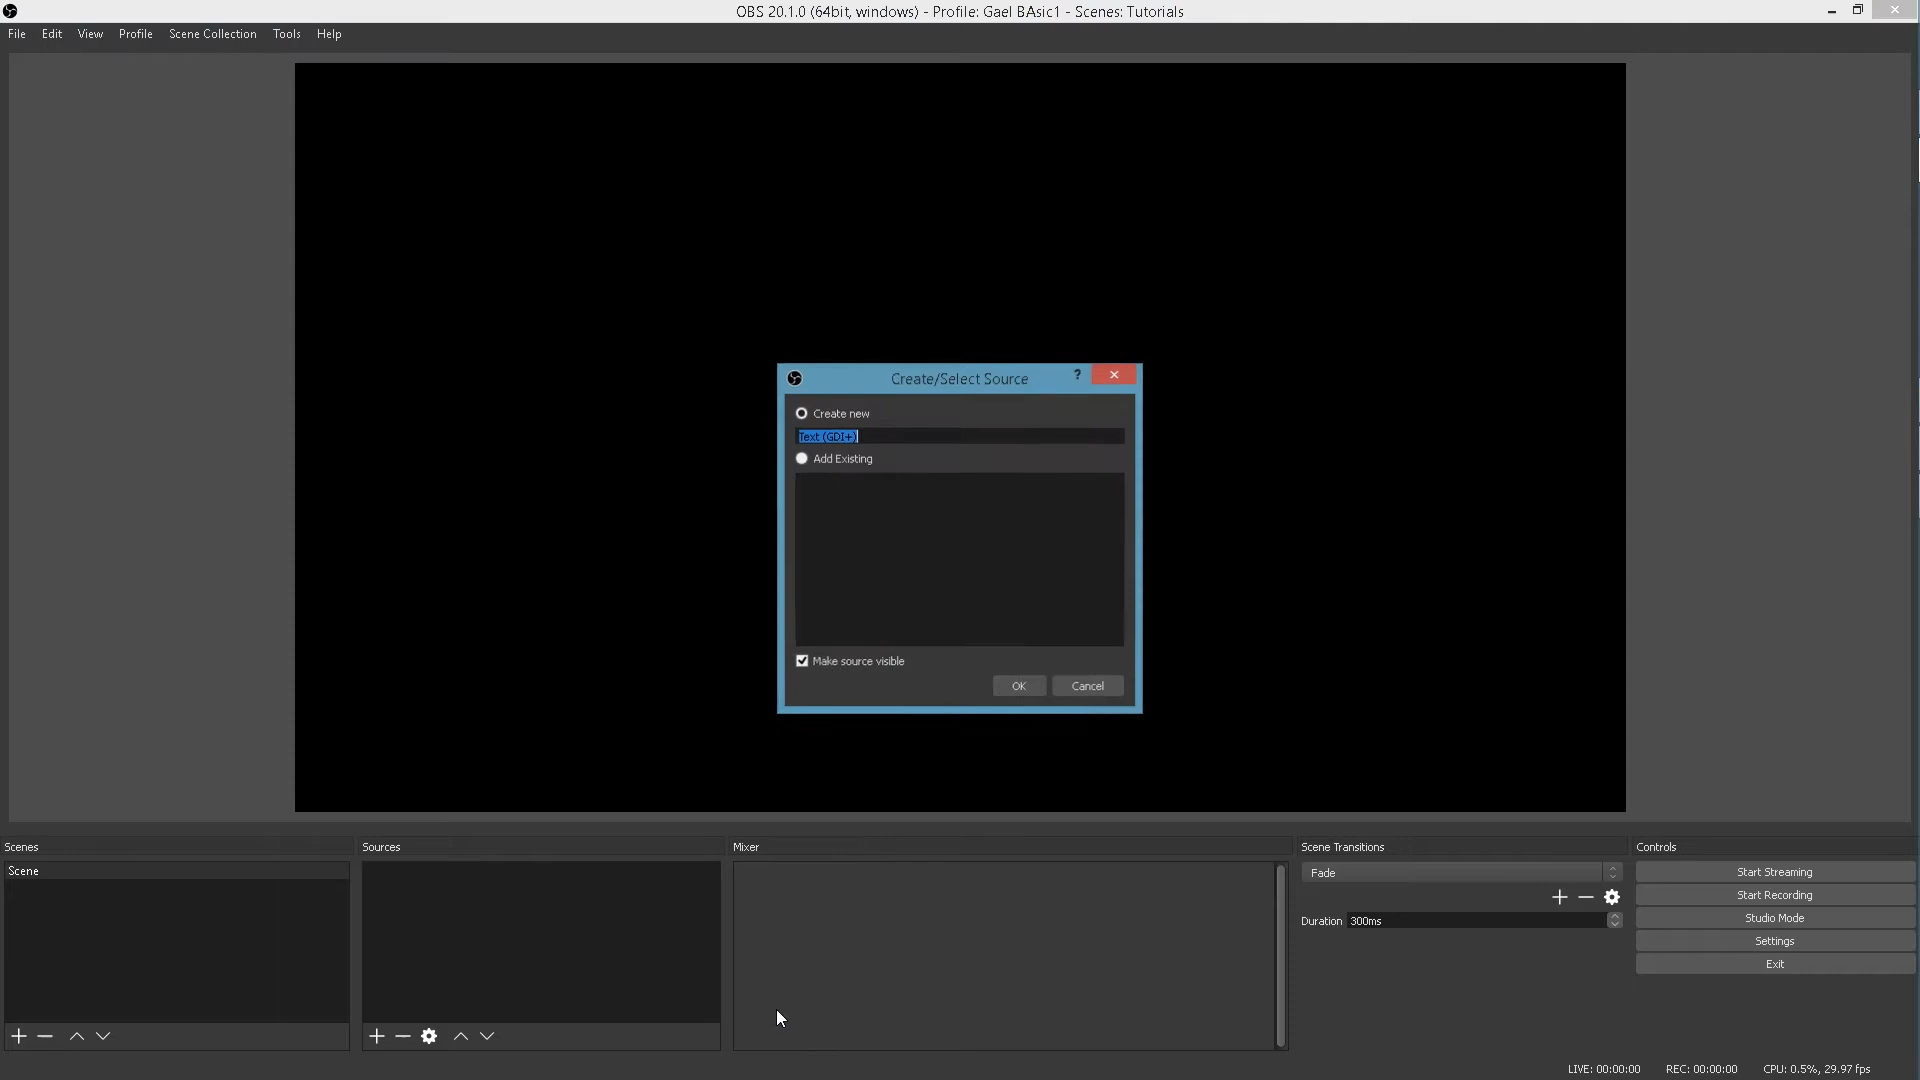 OBS 20.1.0 (64bit, windows) - Profile: Gael BAsic1 - Scenes: Tutorials
File Edit View Profile Scene Collection Tools Help
Create/Select Source ?
Create new
Text (GDI+)
Add Existing
Make source visible
OK Cancel
Scenes Sources Mixer Scene Transitions Controls
Scene
Fade
Duration 300ms
Start Streaming
Start Recording
Studio Mode
Settings
Exit
LIVE: 00:00:00 REC: 00:00:00 CPU: 0.5%, 29.97 fps